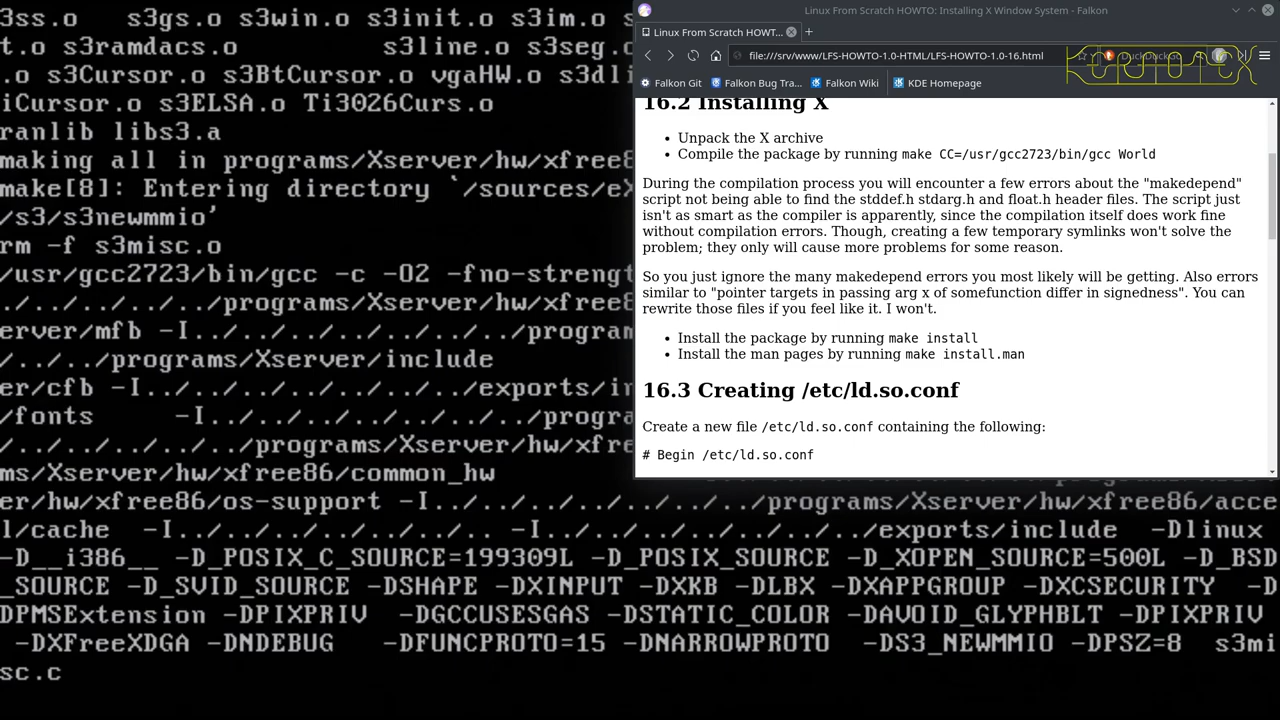 3ss.o s3gs.o s3win.o s3init.o s3im.o s3
t.o s3ramdacs.o s3line.o s3seg.o
.o s3Cursor.o s3BtCursor.o vgaHW.o s3dli
iCursor.o s3ELSA.o Ti3026Curs.o
ranlib libs3.a
making all in programs/Xserver/hw/xfree8
make[8]: Entering directory `/sources/eX
/s3/s3newmmio'
rm -f s3misc.o
/usr/gcc2723/bin/gcc -c -O2 -fno-strengt
../../../../programs/Xserver/hw/xfree8
erver/mfb -I../../../../../../program
/../../programs/Xserver/include
er/cfb -I../../../../../../exports/in
/fonts -I../../../../../../progra
/../../../programs/Xserver/hw/xfree
ms/Xserver/hw/xfree86/common_hw
er/hw/xfree86/os-support -I../../../../../../programs/Xserver/hw/xfree86/acce
l/cache -I../../../../../.. -I../../../../../../exports/include -Dlinux
-D__i386__ -D_POSIX_C_SOURCE=199309L -D_POSIX_SOURCE -D_XOPEN_SOURCE=500L -D_BSD
_SOURCE -D_SVID_SOURCE -DSHAPE -DXINPUT -DXKB -DLBX -DXAPPGROUP -DXCSECURITY -D
DPMSExtension -DPIXPRIV -DGCCUSESGAS -DSTATIC_COLOR -DAVOID_GLYPHBLT -DPIXPRIV
-DXFreeXDGA -DNDEBUG -DFUNCPROTO=15 -DNARROWPROTO -DS3_NEWMMIO -DPSZ=8 s3mi
sc.c
Linux From Scratch HOWTO: Installing X Window System - Falkon
Linux From Scratch HOWT...
file:///srv/www/LFS-HOWTO-1.0-HTML/LFS-HOWTO-1.0-16.html
Falkon Git Falkon Bug Tra... Falkon Wiki KDE Homepage
16.2 Installing X
• Unpack the X archive
• Compile the package by running make CC=/usr/gcc2723/bin/gcc World
During the compilation process you will encounter a few errors about the "makedepend"
script not being able to find the stddef.h stdarg.h and float.h header files. The script just
isn't as smart as the compiler is apparently, since the compilation itself does work fine
without compilation errors. Though, creating a few temporary symlinks won't solve the
problem; they only will cause more problems for some reason.
So you just ignore the many makedepend errors you most likely will be getting. Also errors
similar to "pointer targets in passing arg x of somefunction differ in signedness". You can
rewrite those files if you feel like it. I won't.
• Install the package by running make install
• Install the man pages by running make install.man
16.3 Creating /etc/ld.so.conf
Create a new file /etc/ld.so.conf containing the following:
# Begin /etc/ld.so.conf